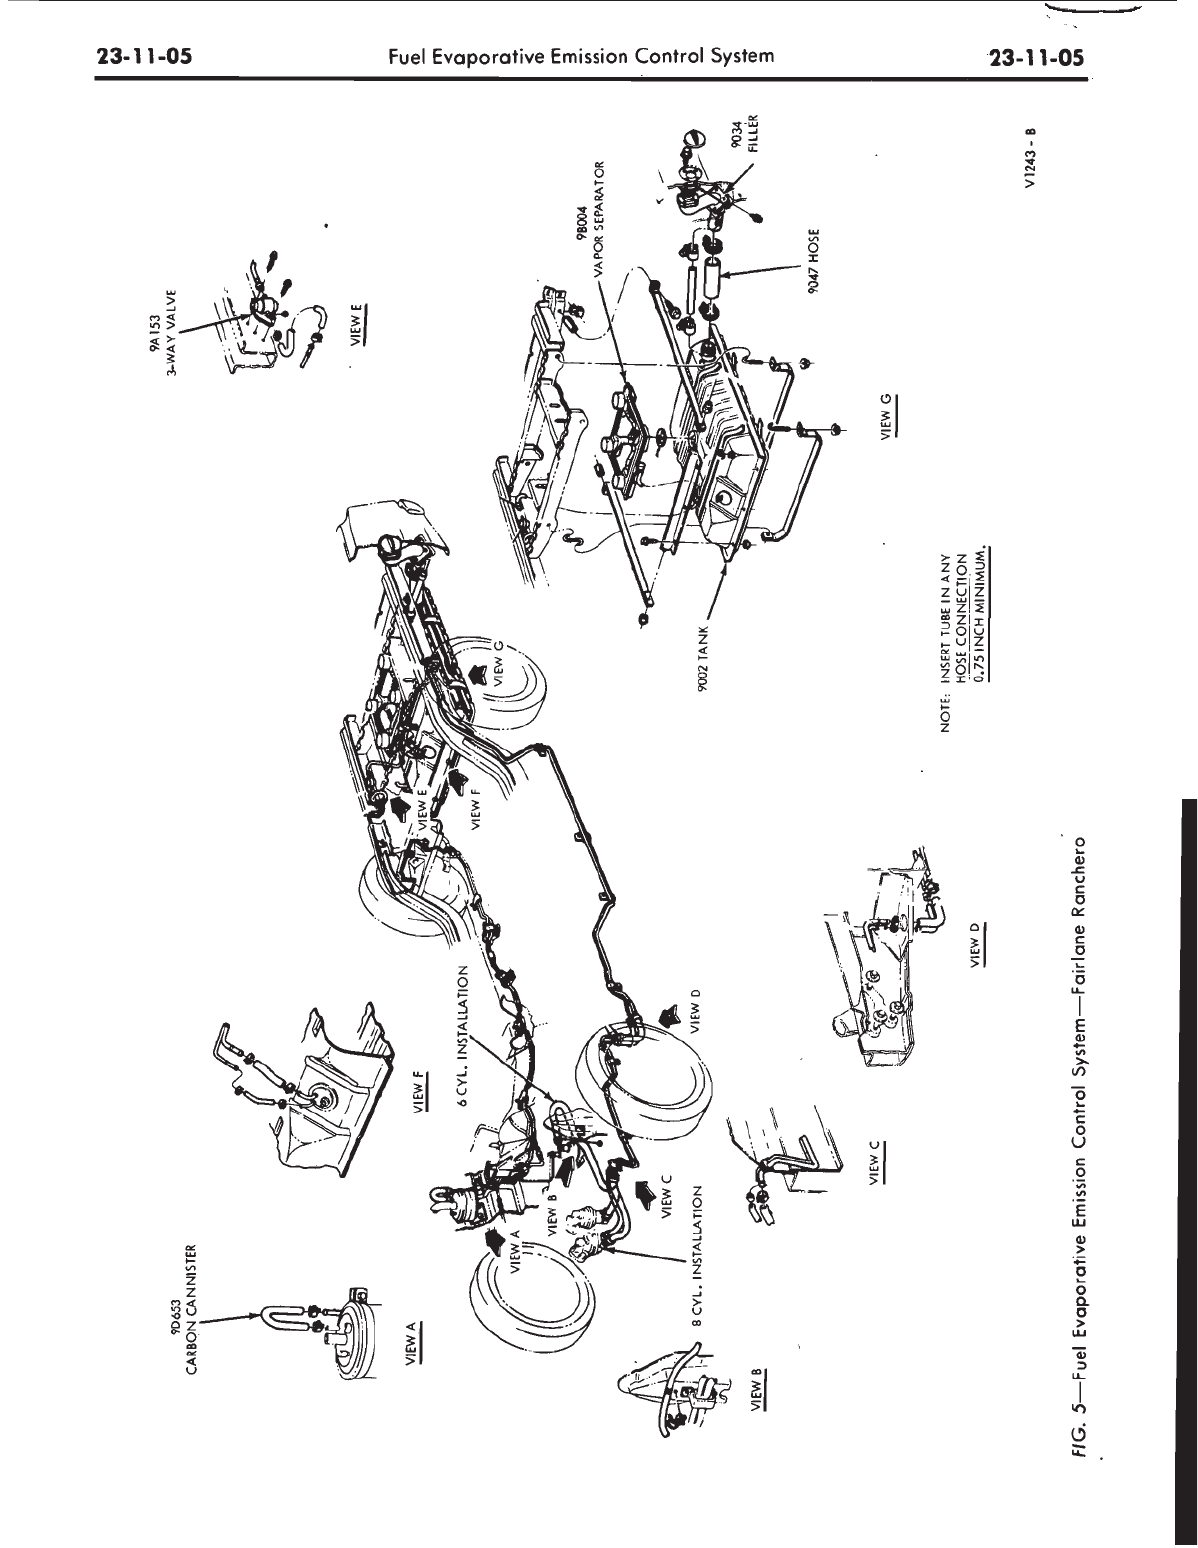 23-11-05 Fuel Evaporative Emission Control System 23-11-05
9D653
CARBON CANNISTER
VIEW A
VIEW F
9A153
3-WAY VALVE
VIEW E
6 CYL. INSTALLATION
VIEW A
VIEW B
VIEW C
VIEW D
VIEW E
VIEW F
VIEW G
8 CYL. INSTALLATION
9B004
VAPOR SEPARATOR
9034
FILLER
9047 HOSE
9002 TANK
VIEW G
VIEW B
VIEW C
VIEW D
NOTE: INSERT TUBE IN ANY
HOSE CONNECTION
0.75 INCH MINIMUM.
V1243 - B
FIG. 5—Fuel Evaporative Emission Control System—Fairlane Ranchero